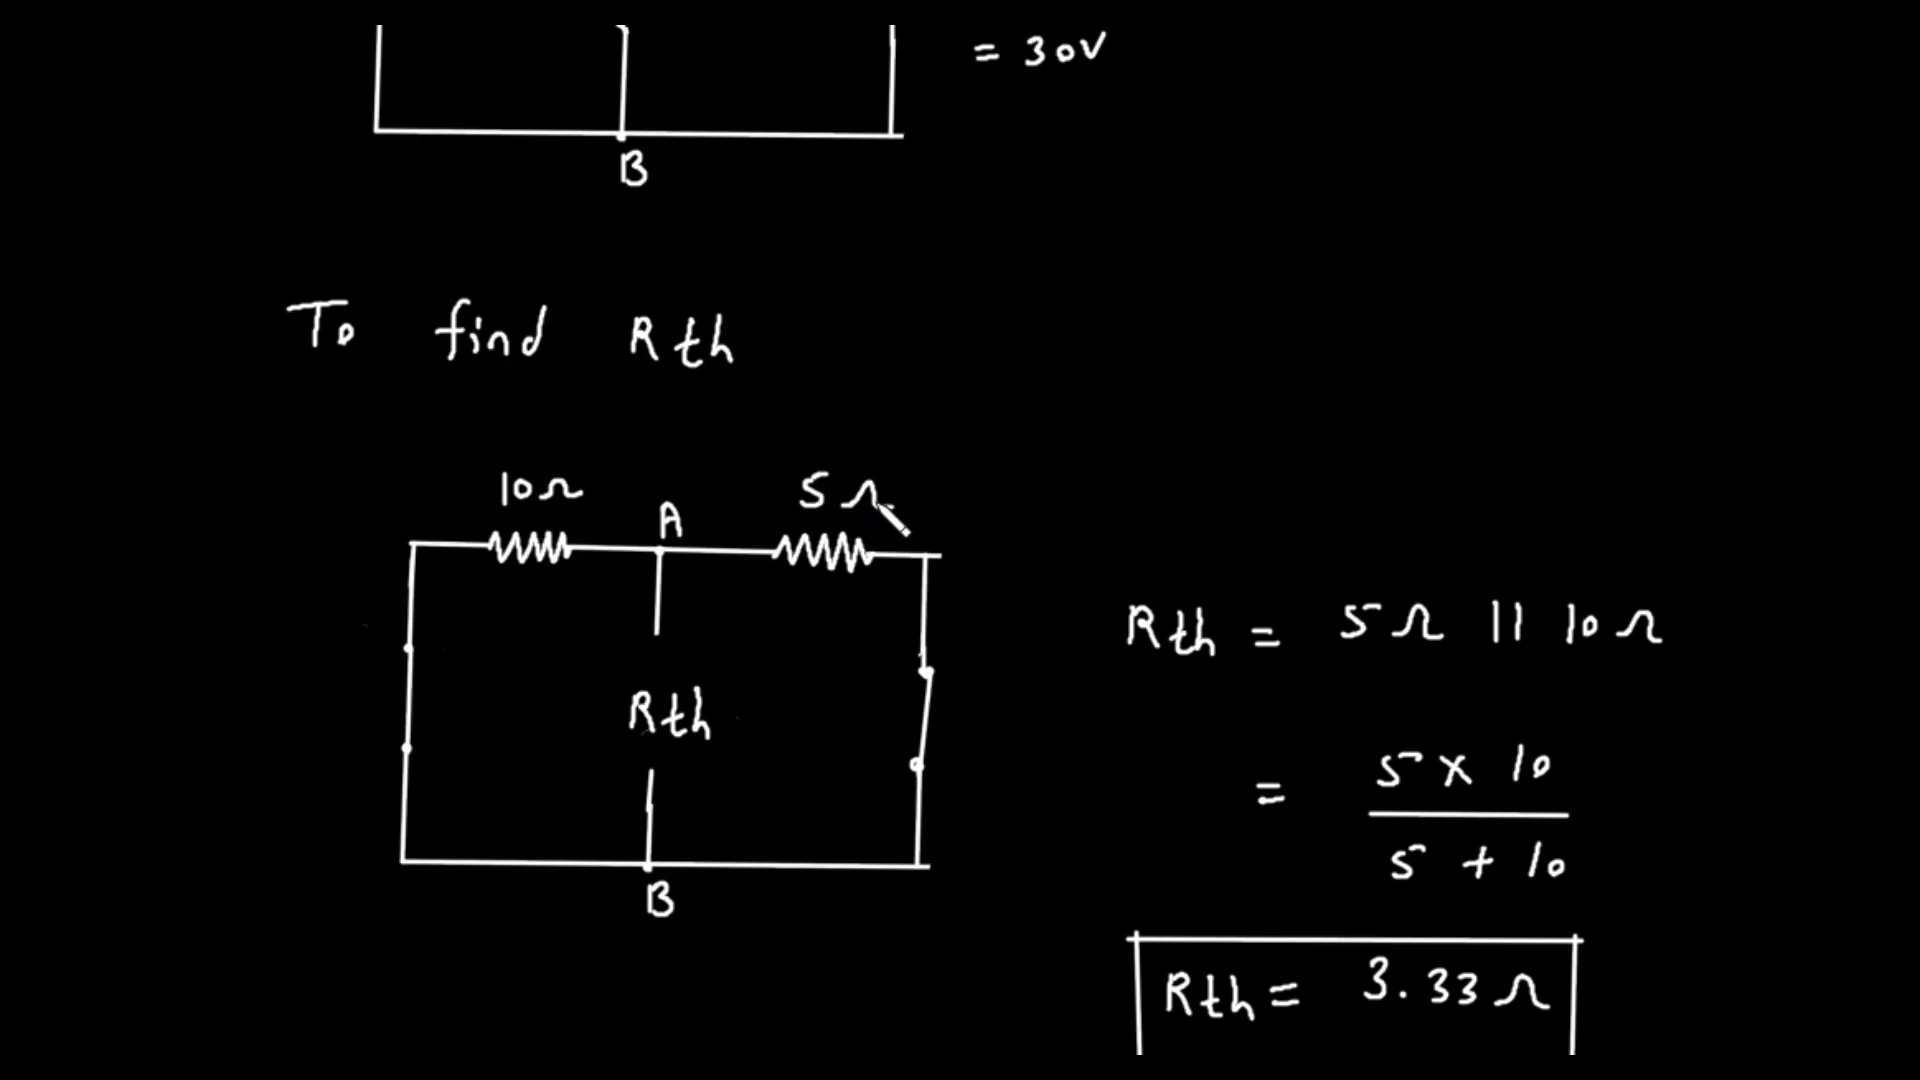 = 30V
B
To find Rth
10Ω
A
5Ω
Rth
B
Rth = 5Ω || 10Ω
= 5 x 10
5 + 10
Rth = 3.33Ω